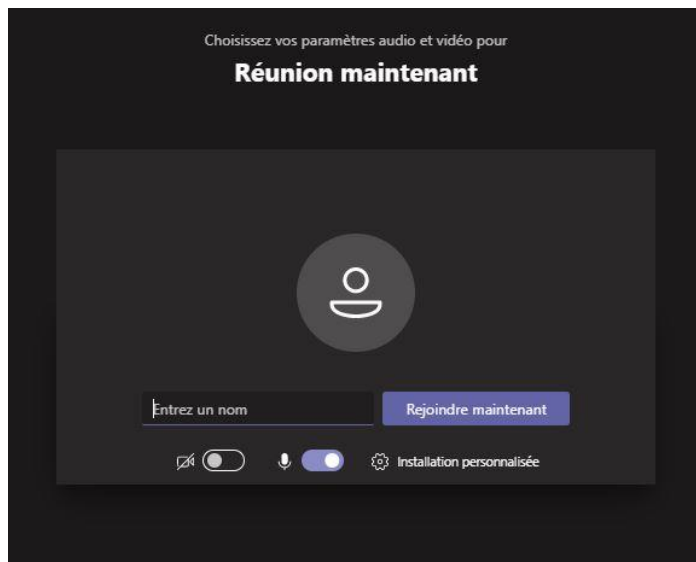 Choisissez vos paramètres audio et vidéo pour
Réunion maintenant
Entrez un nom
Rejoindre maintenant
Installation personnalisée